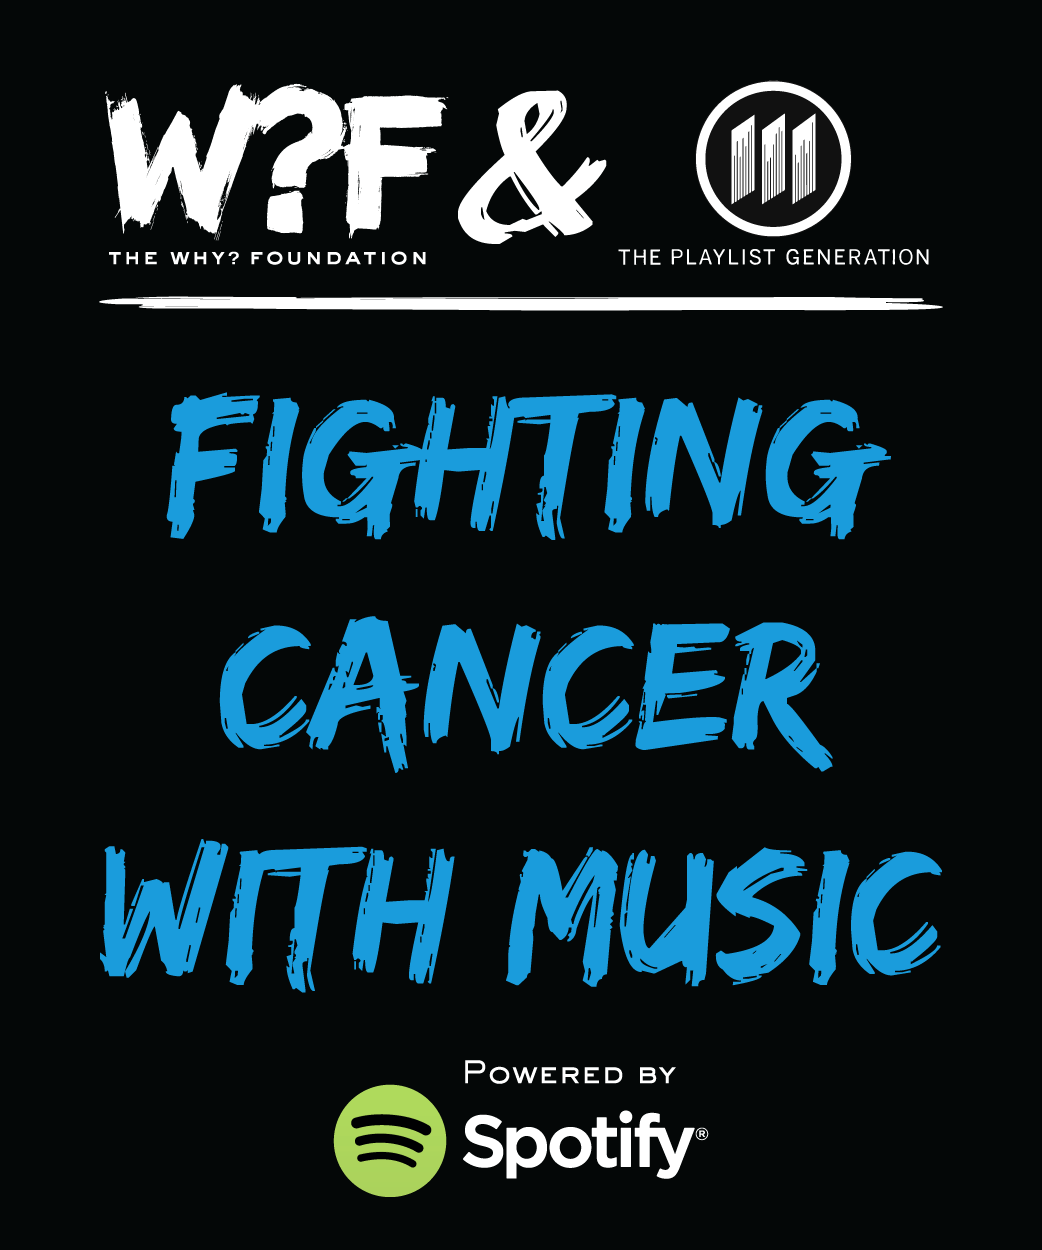 W?F & 
THE WHY? FOUNDATION
THE PLAYLIST GENERATION
FIGHTING
CANCER
WITH MUSIC
POWERED BY
Spotify®